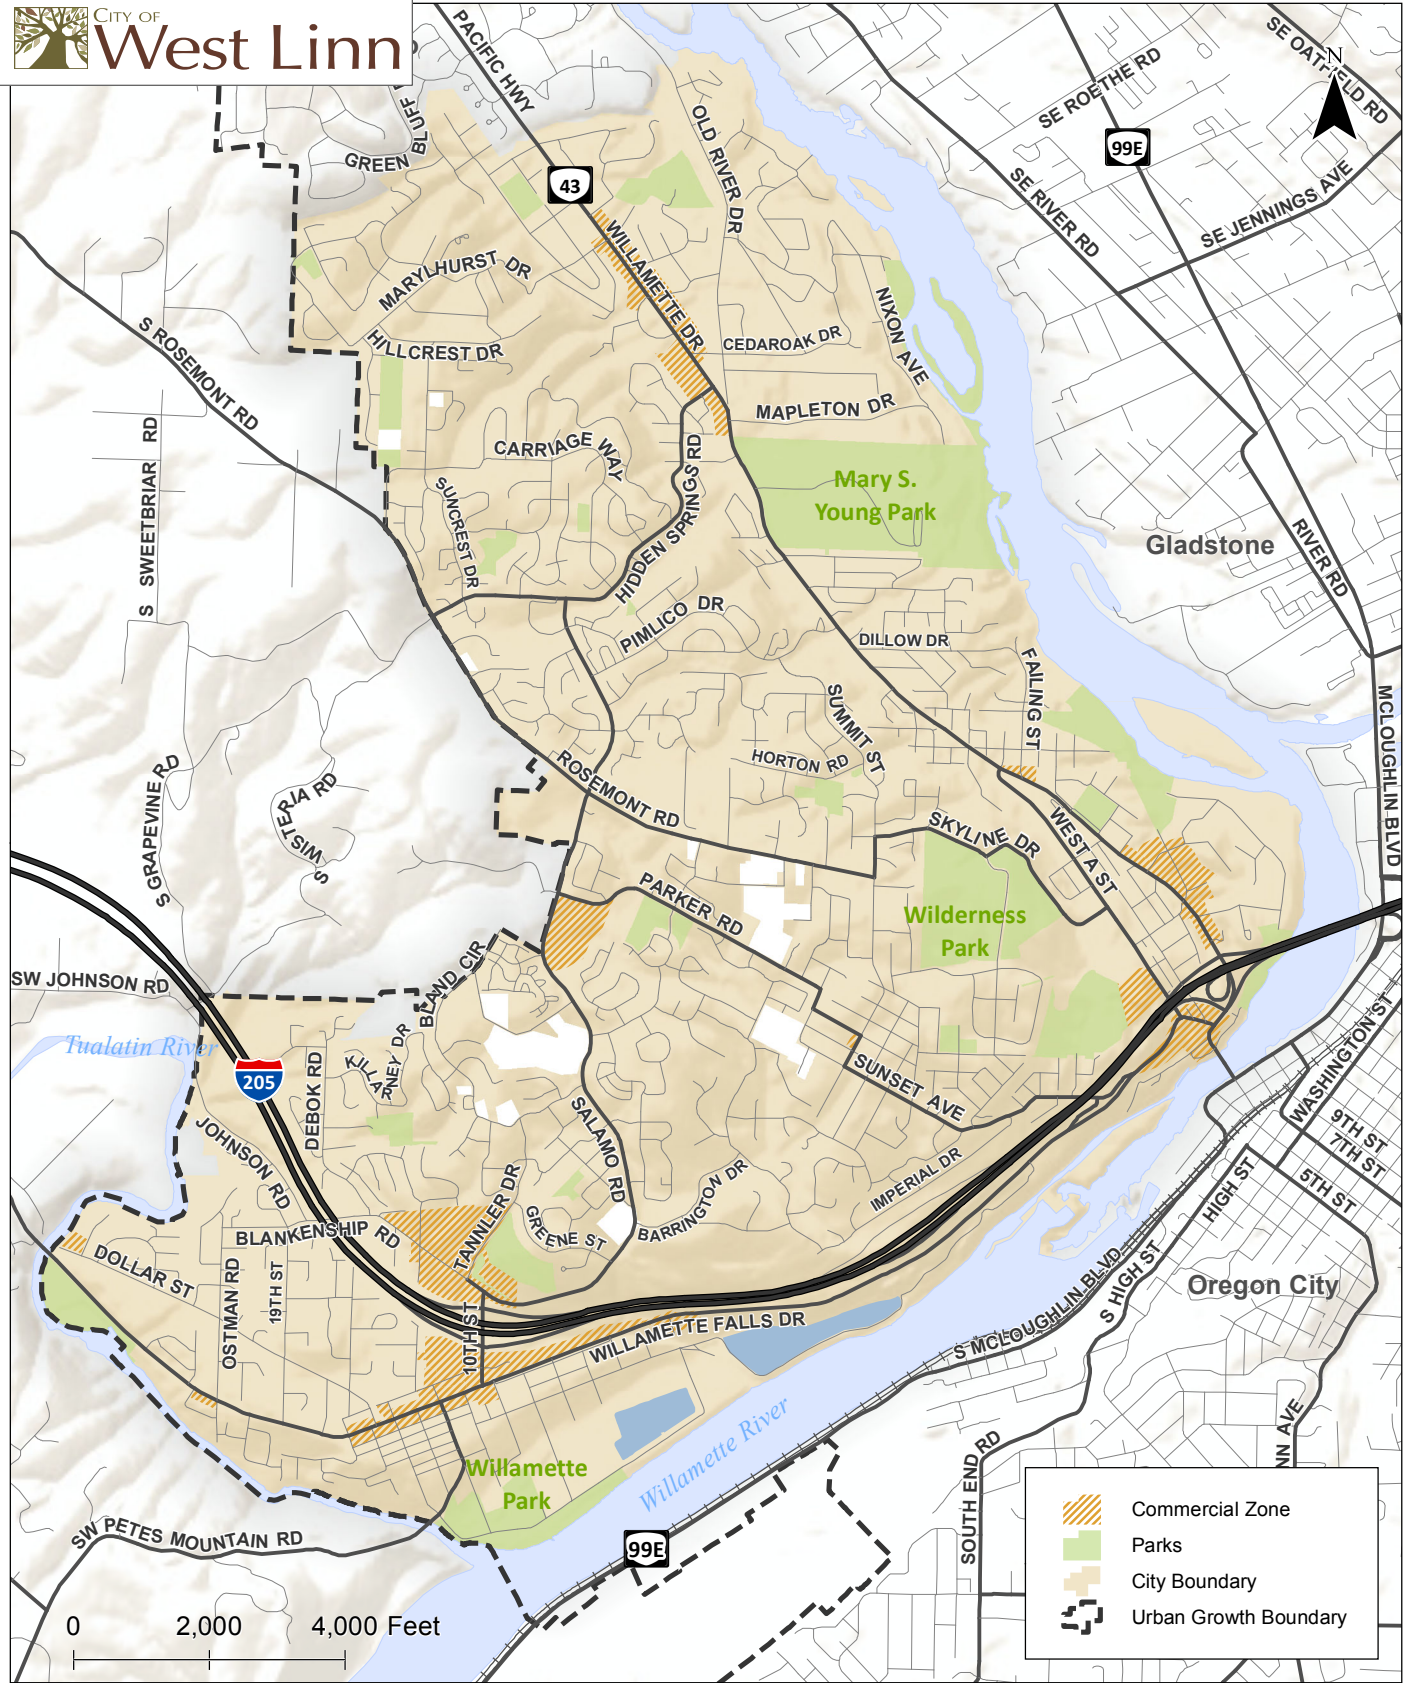 CITY OF
West Linn
PACIFIC HWY
GREEN BLUFF
43
OLD RIVER DR
SE ROETHE RD
SE OATFIELD RD
N
99E
SE RIVER RD
SE JENNINGS AVE
MARYLHURST DR
WILLAMETTE DR
HILLCREST DR
CEDAROAK DR
NIXON AVE
S ROSEMONT RD
MAPLETON DR
S SWEETBRIAR RD
CARRIAGE WAY
SUNCREST DR
HIDDEN SPRINGS RD
Mary S.
Young Park
Gladstone
RIVER RD
PIMLICO DR
DILLOW DR
FAILING ST
SUMMIT ST
HORTON RD
MCLOUGHLIN BLVD
S GRAPEVINE RD
S WISTERIA RD
ROSEMONT RD
SKYLINE DR
WEST A ST
PARKER RD
Wilderness
Park
SW JOHNSON RD
BLAND CIR
Tualatin River
205
KILLARNEY DR
DEBOK RD
SUNSET AVE
WASHINGTON ST
9TH ST
7TH ST
5TH ST
JOHNSON RD
SALAMO RD
IMPERIAL DR
HIGH ST
BLANKENSHIP RD
TANNLER DR
GREENE ST
BARRINGTON DR
DOLLAR ST
OSTMAN RD
19TH ST
10TH ST
WILLAMETTE FALLS DR
S MCLOUGHLIN BLVD
S HIGH ST
Oregon City
Willamette River
Willamette
Park
SOUTH END RD
NN AVE
SW PETES MOUNTAIN RD
99E
0 2,000 4,000 Feet
Commercial Zone
Parks
City Boundary
Urban Growth Boundary